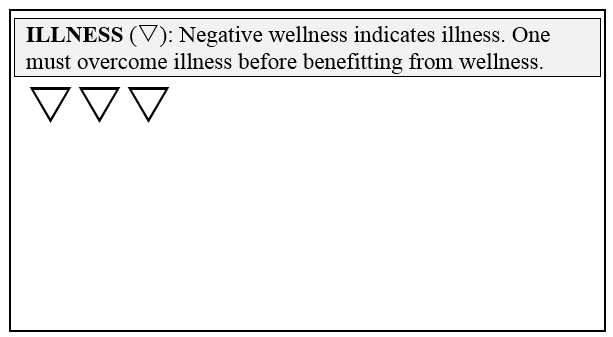 ILLNESS (▽): Negative wellness indicates illness. One
must overcome illness before benefitting from wellness.